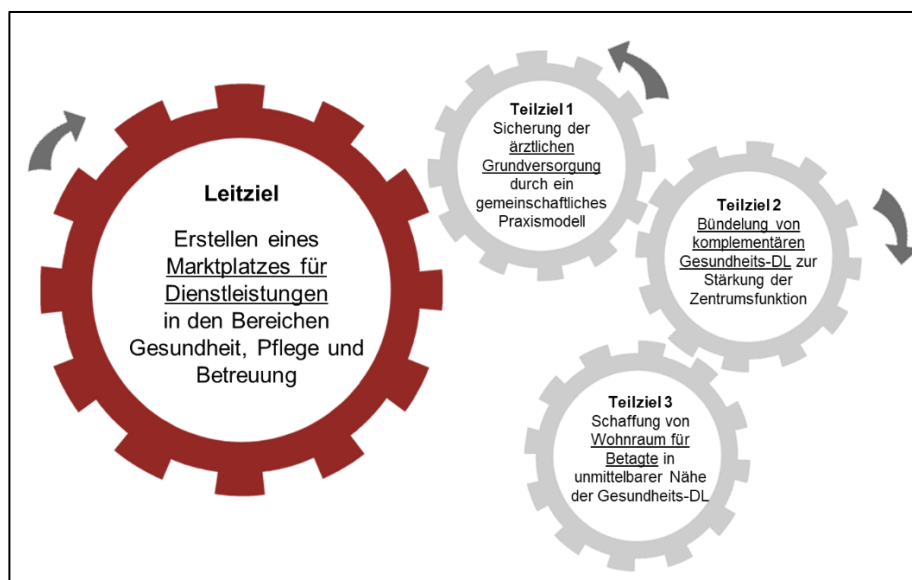 Leitziel
Erstellen eines
Marktplatzes für
Dienstleistungen
in den Bereichen
Gesundheit, Pflege und
Betreuung
Teilziel 1
Sicherung der
ärztlichen
Grundversorgung
durch ein
gemeinschaftliches
Praxismodell
Teilziel 2
Bündelung von
komplementären
Gesundheits-DL zur
Stärkung der
Zentrumsfunktion
Teilziel 3
Schaffung von
Wohnraum für
Betagte in
unmittelbarer Nähe
der Gesundheits-DL